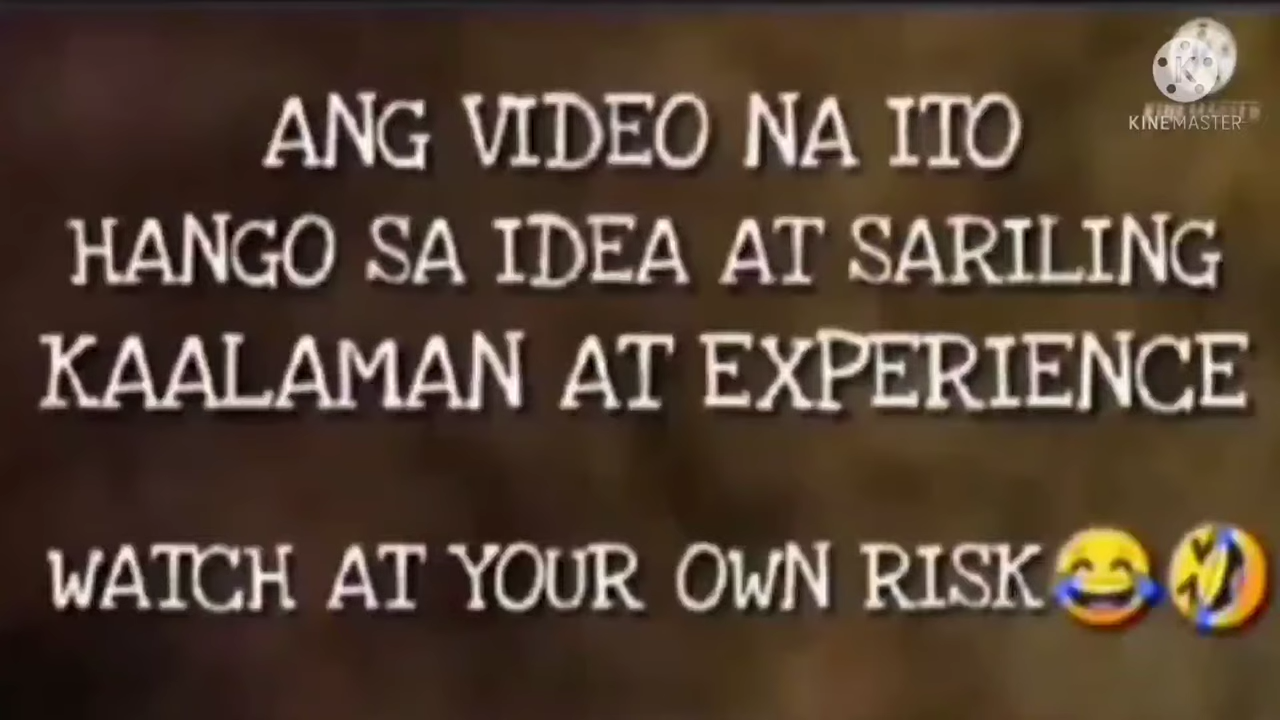 KINEMASTER
ANG VIDEO NA ITO
HANGO SA IDEA AT SARILING
KAALAMAN AT EXPERIENCE
WATCH AT YOUR OWN RISK😂🤣